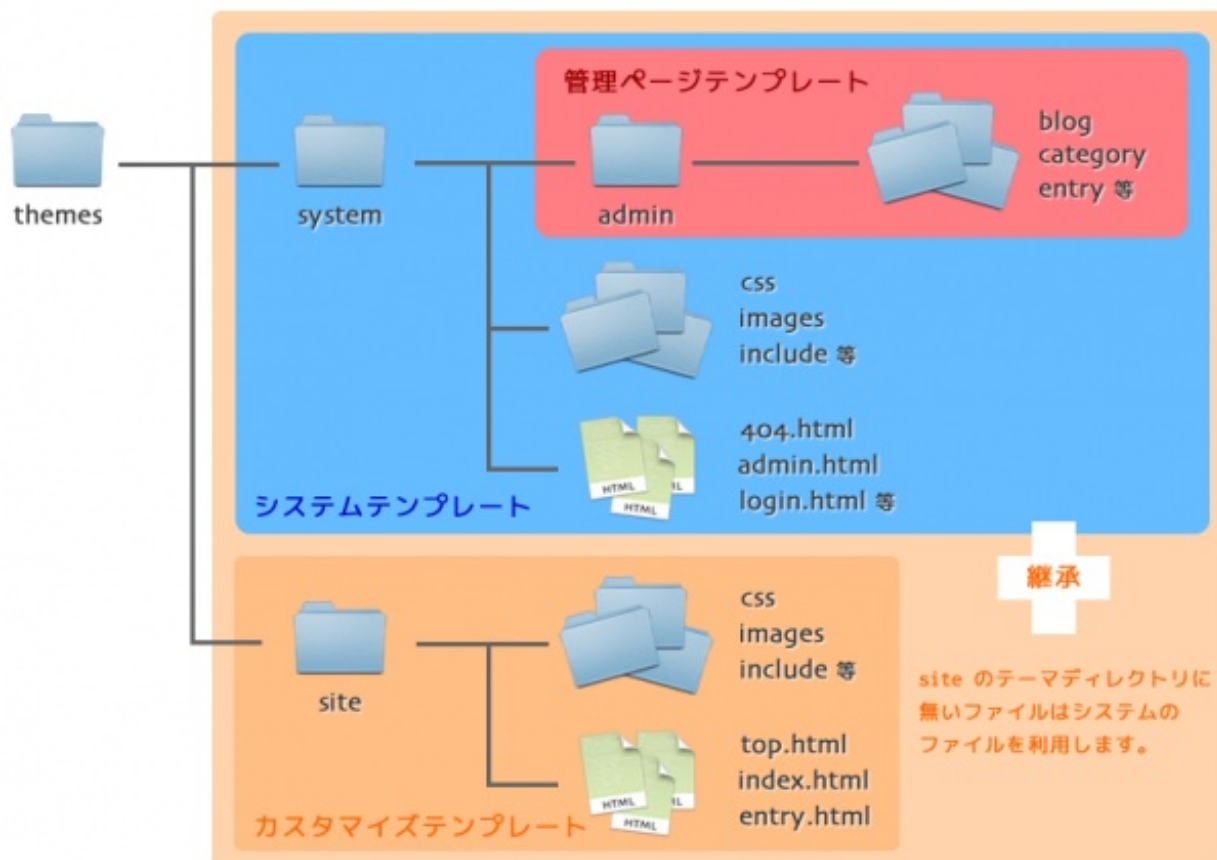 管理ページテンプレート
themes
system
admin
blog
category
entry 等
css
images
include 等
HTML
HTML
404.html
admin.html
login.html 等
システムテンプレート
継承
site
css
images
include 等
site のテーマディレクトリに
無いファイルはシステムの
ファイルを利用します。
HTML
HTML
top.html
index.html
entry.html
カスタマイズテンプレート